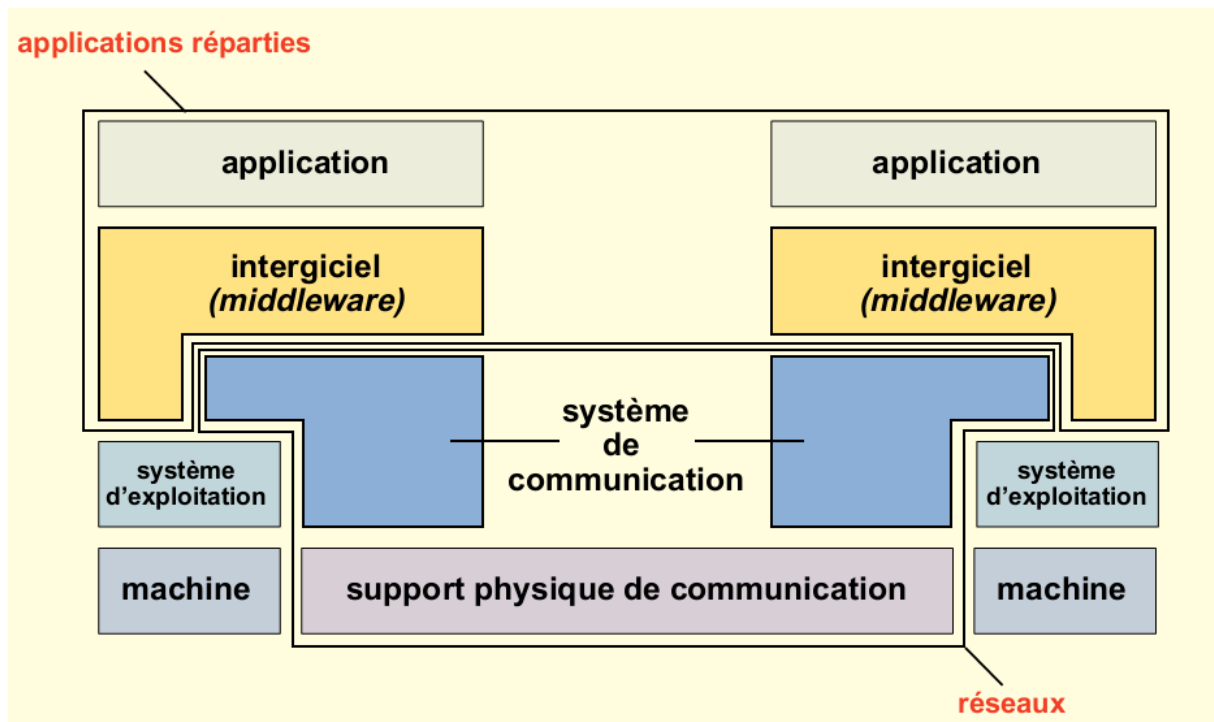 applications réparties
application
application
intergiciel
(middleware)
intergiciel
(middleware)
système
de
communication
système
d'exploitation
système
d'exploitation
machine
support physique de communication
machine
réseaux